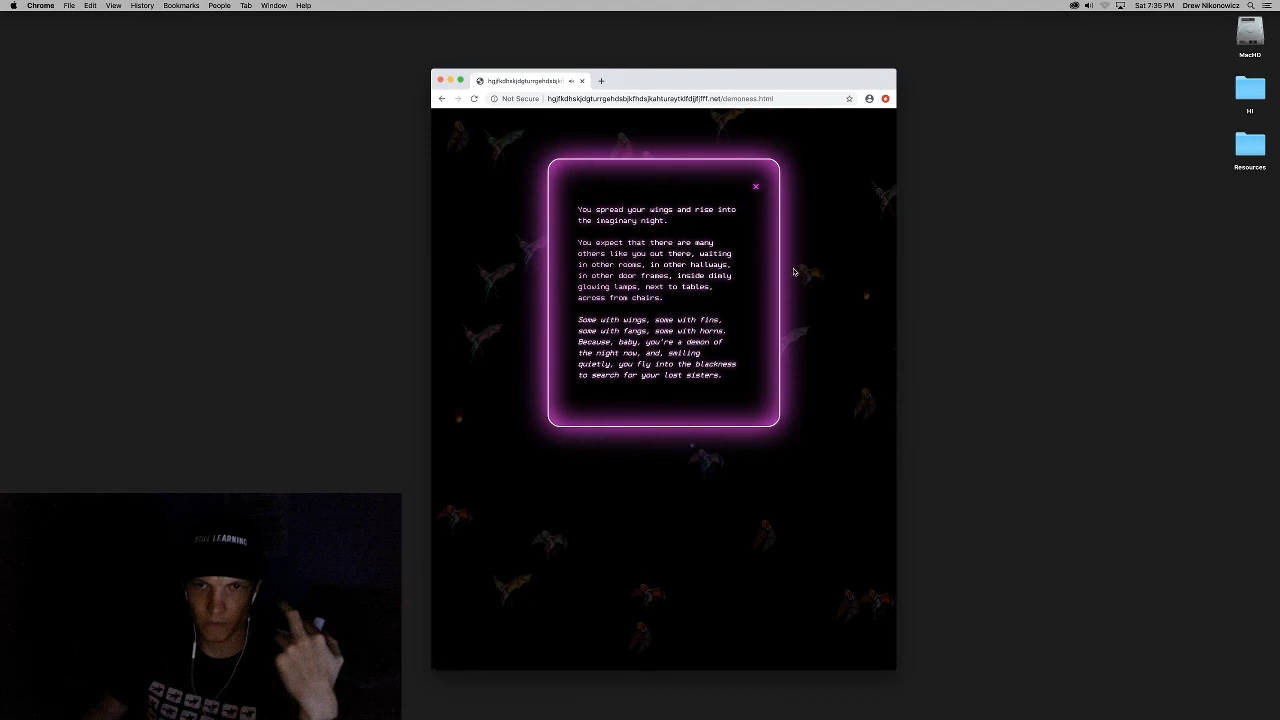 Chrome File Edit View History Bookmarks People Tab Window Help
Sat 7:35 PM Drew Nikonowicz
MacHD
HI
Resources
Not Secure
/demoness.html
×
You spread your wings and rise into
the imaginary night.
You expect that there are many
others like you out there, waiting
in other rooms, in other hallways,
in other door frames, inside dimly
glowing lamps, next to tables,
across from chairs.
Some with wings, some with fins,
some with fangs, some with horns.
Because, baby, you're a demon of
the night now, and, smiling
quietly, you fly into the blackness
to search for your lost sisters.
STILL LEARNING